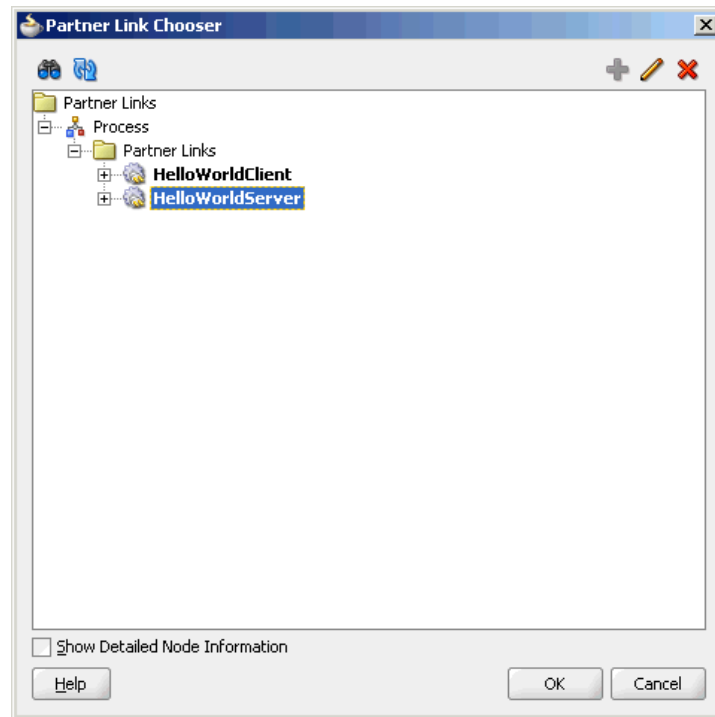 Partner Link Chooser
Partner Links
Process
Partner Links
HelloWorldClient
HelloWorldServer
Show Detailed Node Information
Help OK Cancel